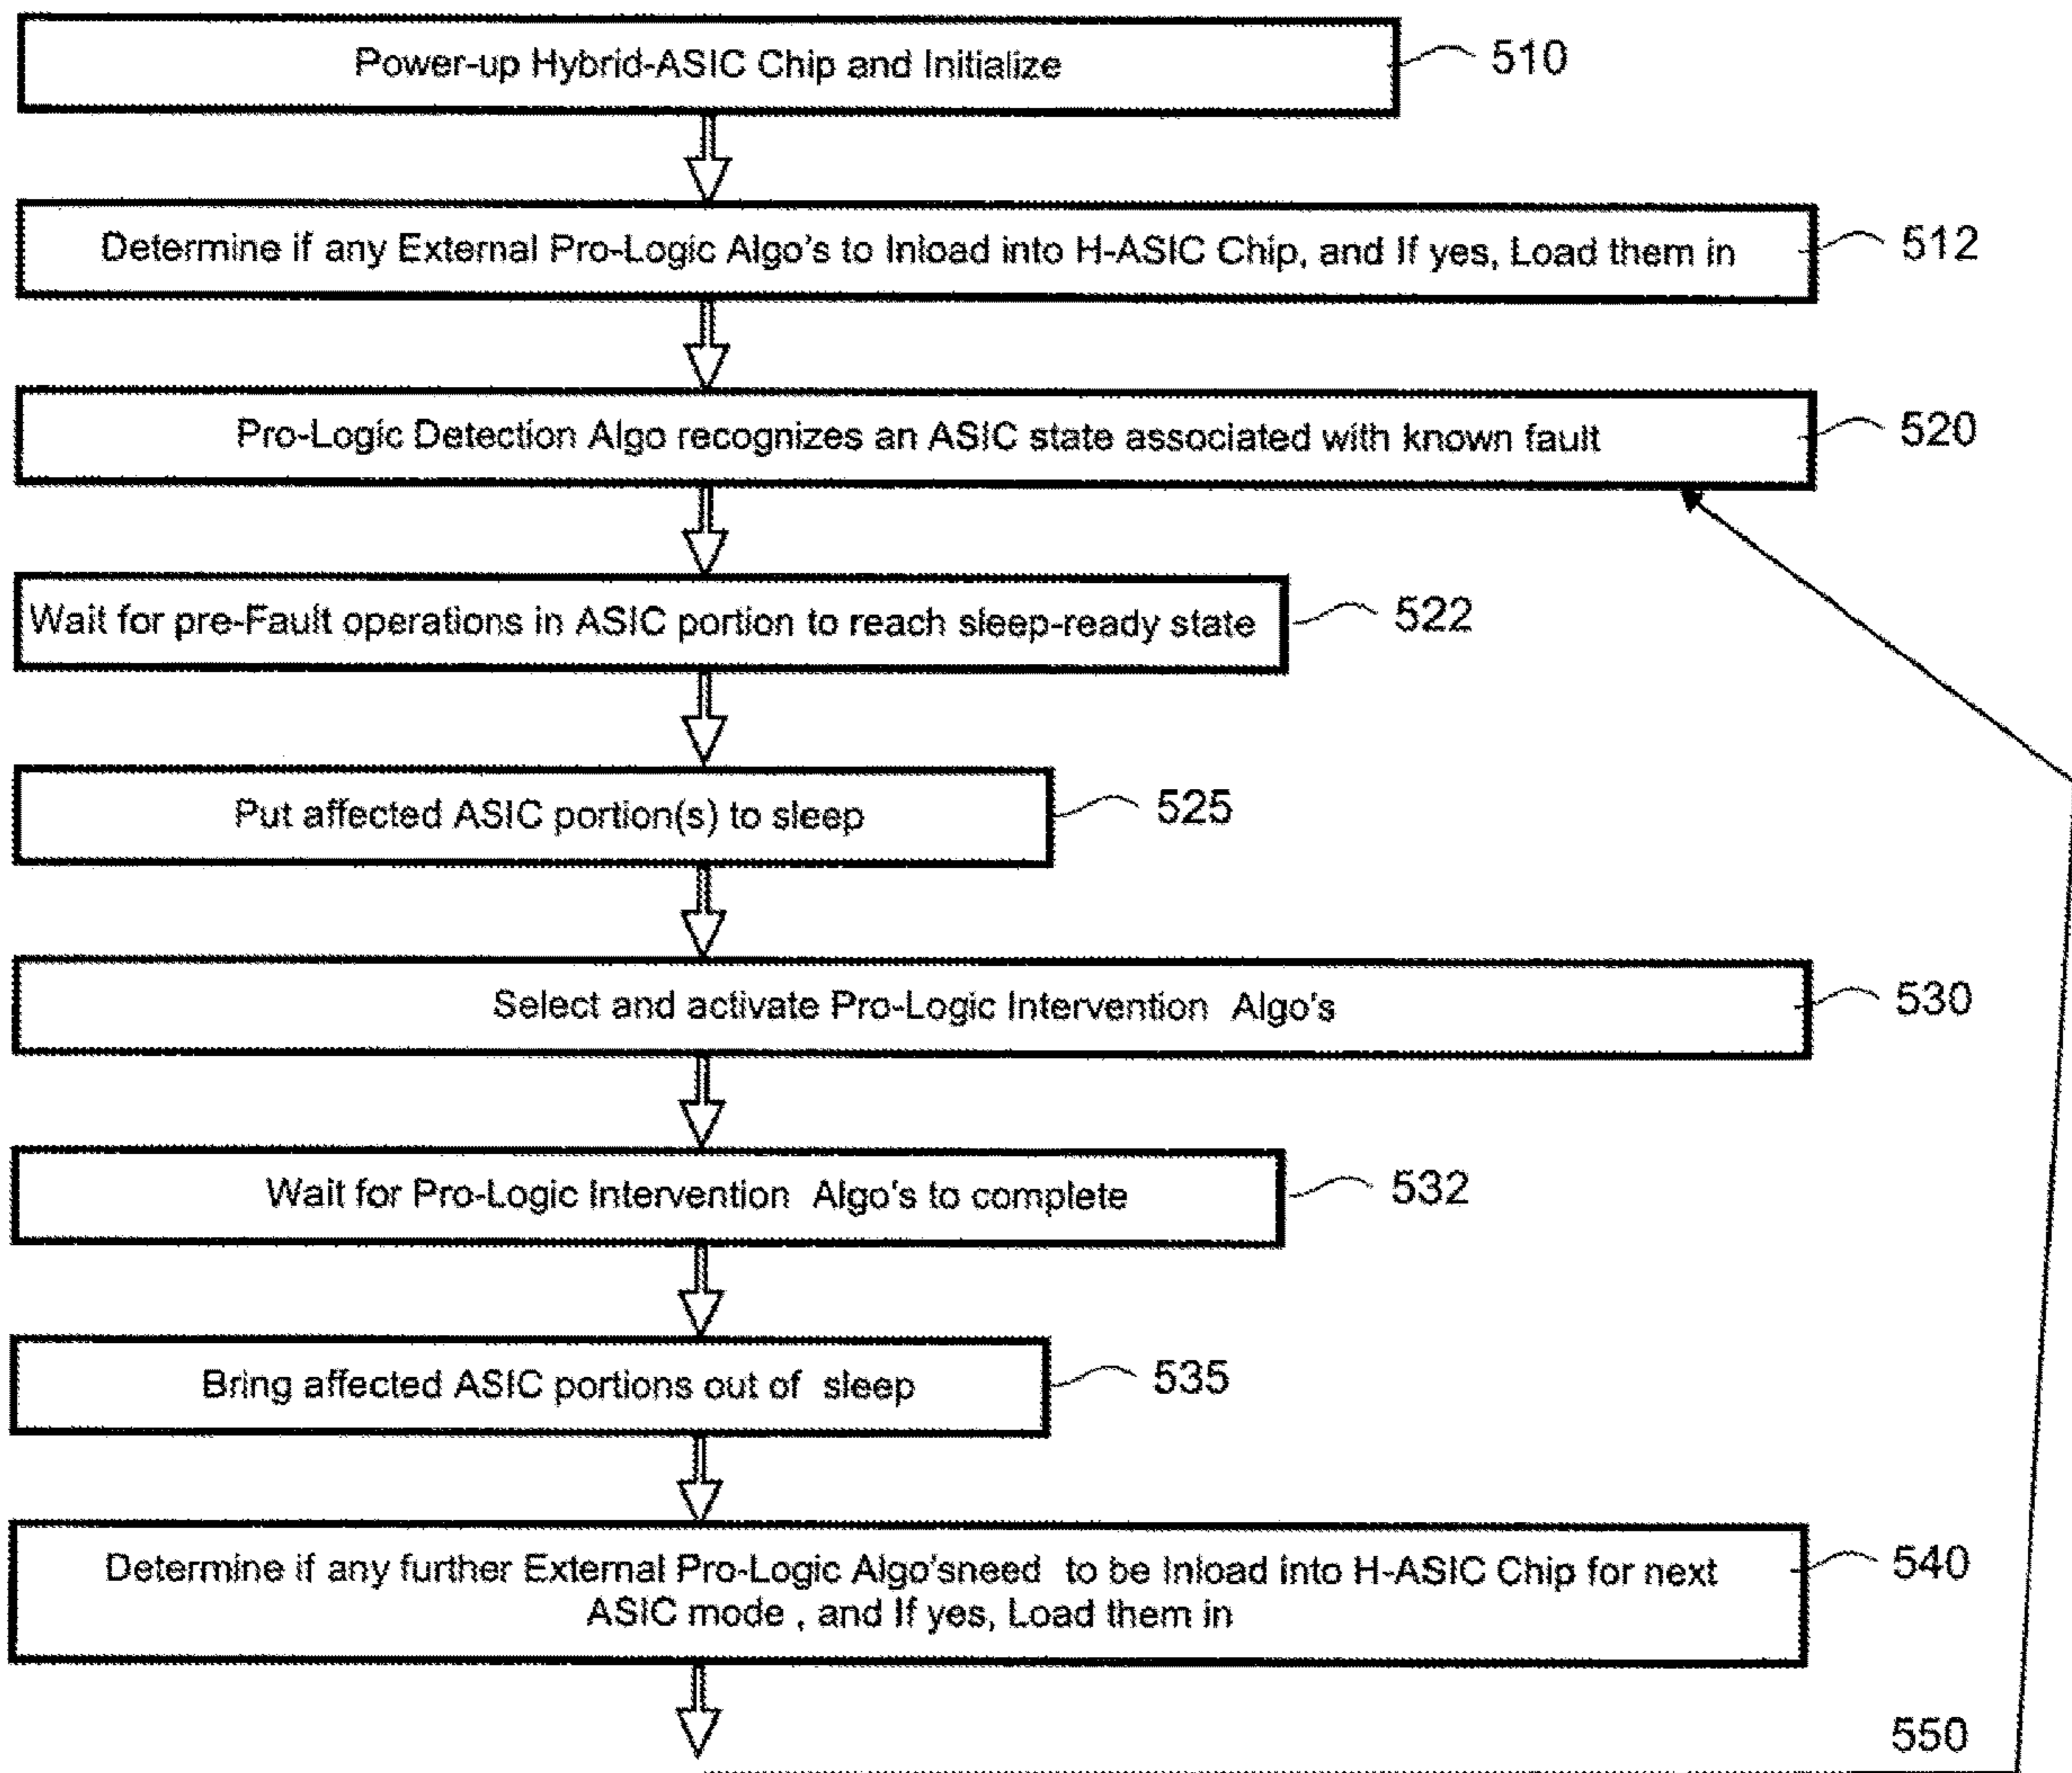 Power-up Hybrid-ASIC Chip and Initialize
510
Determine if any External Pro-Logic Algo's to Inload into H-ASIC Chip, and If yes, Load them in
512
Pro-Logic Detection Algo recognizes an ASIC state associated with known fault
520
Wait for pre-Fault operations in ASIC portion to reach sleep-ready state
522
Put affected ASIC portion(s) to sleep
525
Select and activate Pro-Logic Intervention Algo's
530
Wait for Pro-Logic Intervention Algo's to complete
532
Bring affected ASIC portions out of sleep
535
Determine if any further External Pro-Logic Algo'sneed to be Inload into H-ASIC Chip for next
ASIC mode , and If yes, Load them in
540
550